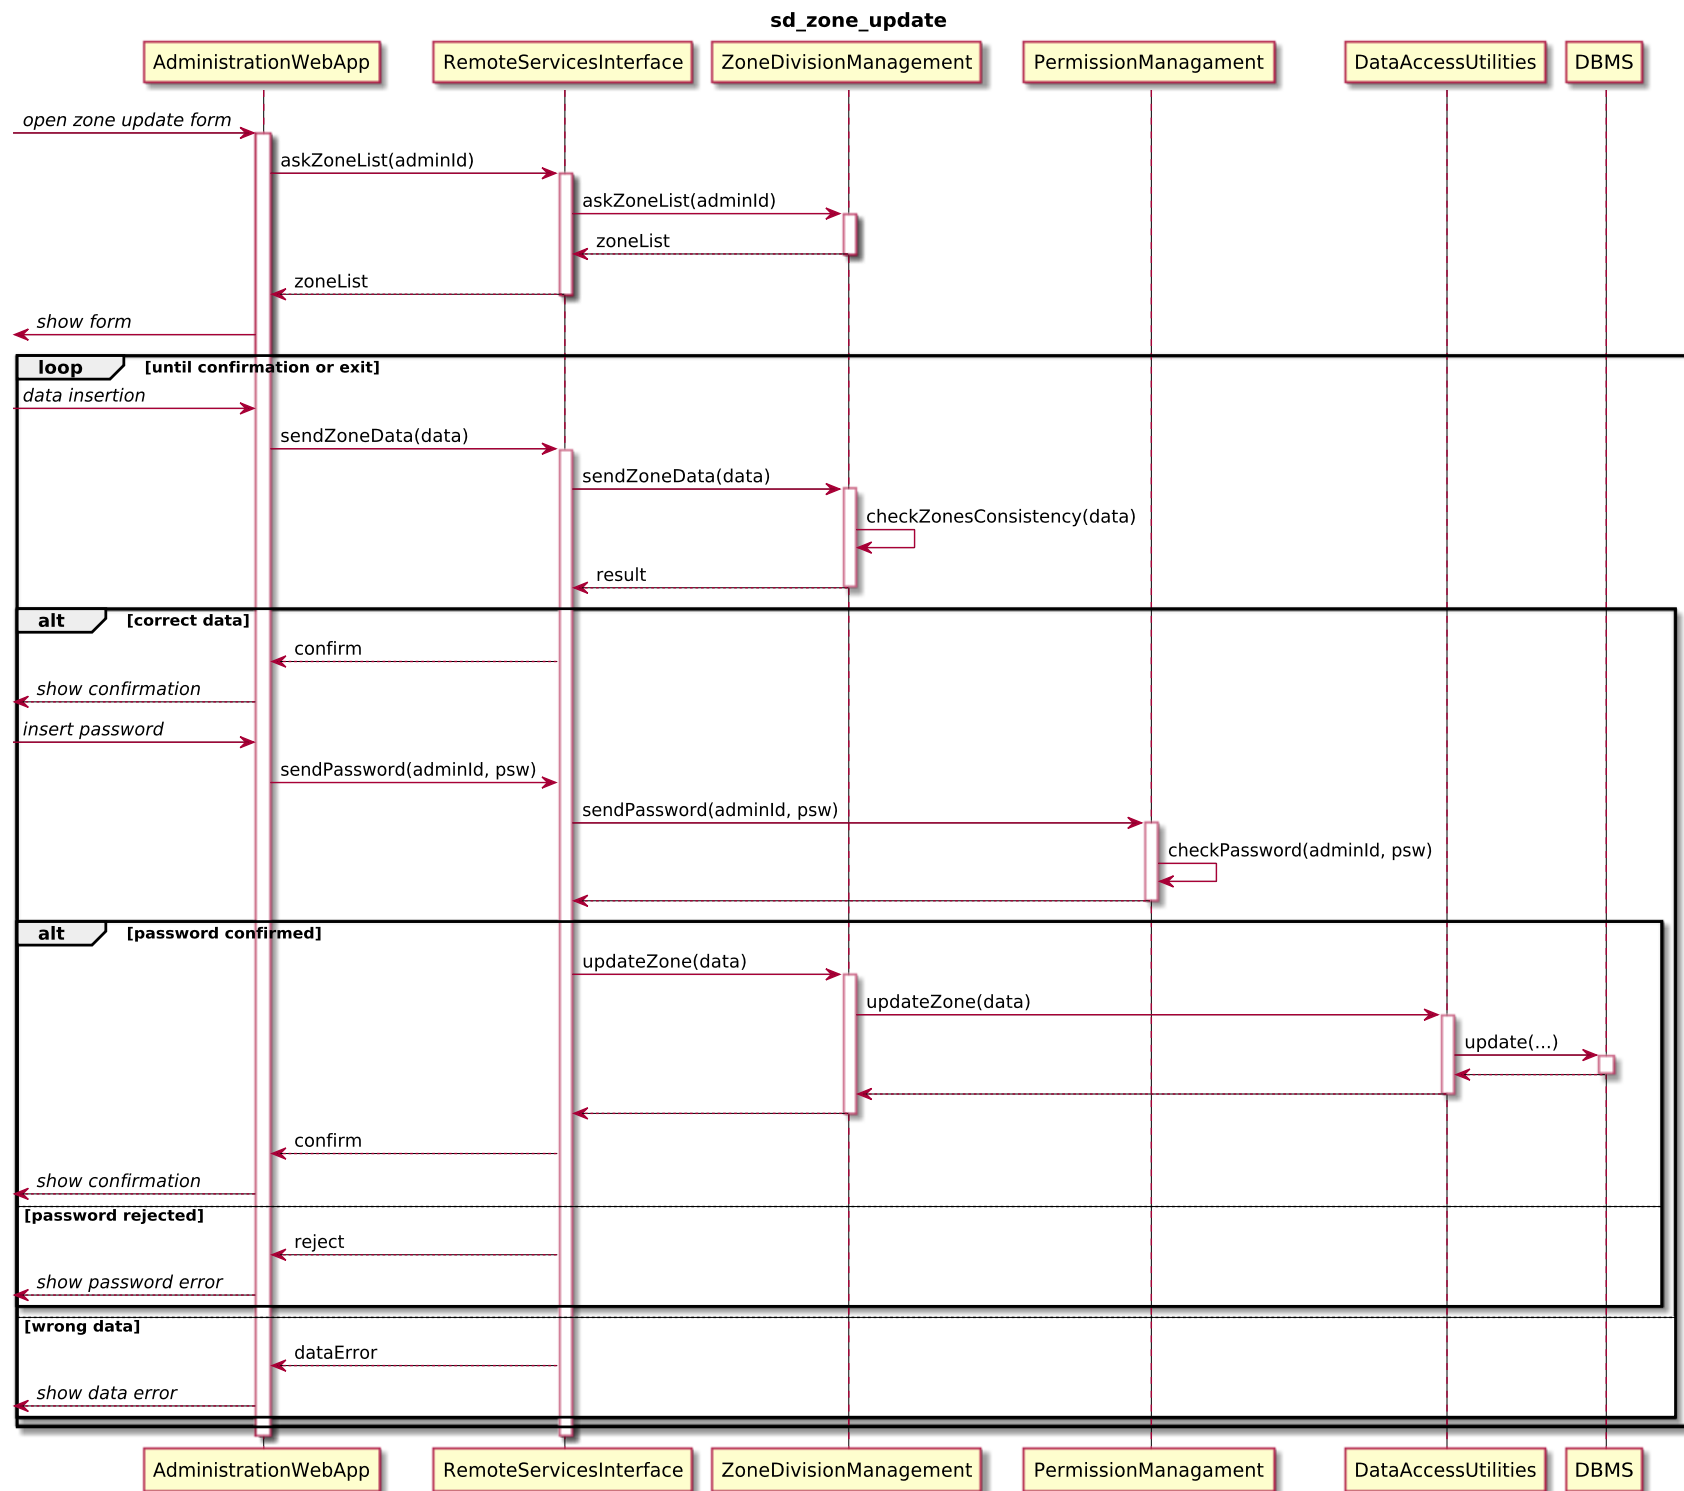 sd_zone_update
AdministrationWebApp RemoteServicesInterface ZoneDivisionManagement PermissionManagament DataAccessUtilities DBMS
open zone update form
askZoneList(adminId)
askZoneList(adminId)
zoneList
zoneList
show form
loop [until confirmation or exit]
data insertion
sendZoneData(data)
sendZoneData(data)
checkZonesConsistency(data)
result
alt [correct data]
confirm
show confirmation
insert password
sendPassword(adminId, psw)
sendPassword(adminId, psw)
checkPassword(adminId, psw)
alt [password confirmed]
updateZone(data)
updateZone(data)
update(...)
confirm
show confirmation
[password rejected]
reject
show password error
[wrong data]
dataError
show data error
AdministrationWebApp RemoteServicesInterface ZoneDivisionManagement PermissionManagament DataAccessUtilities DBMS